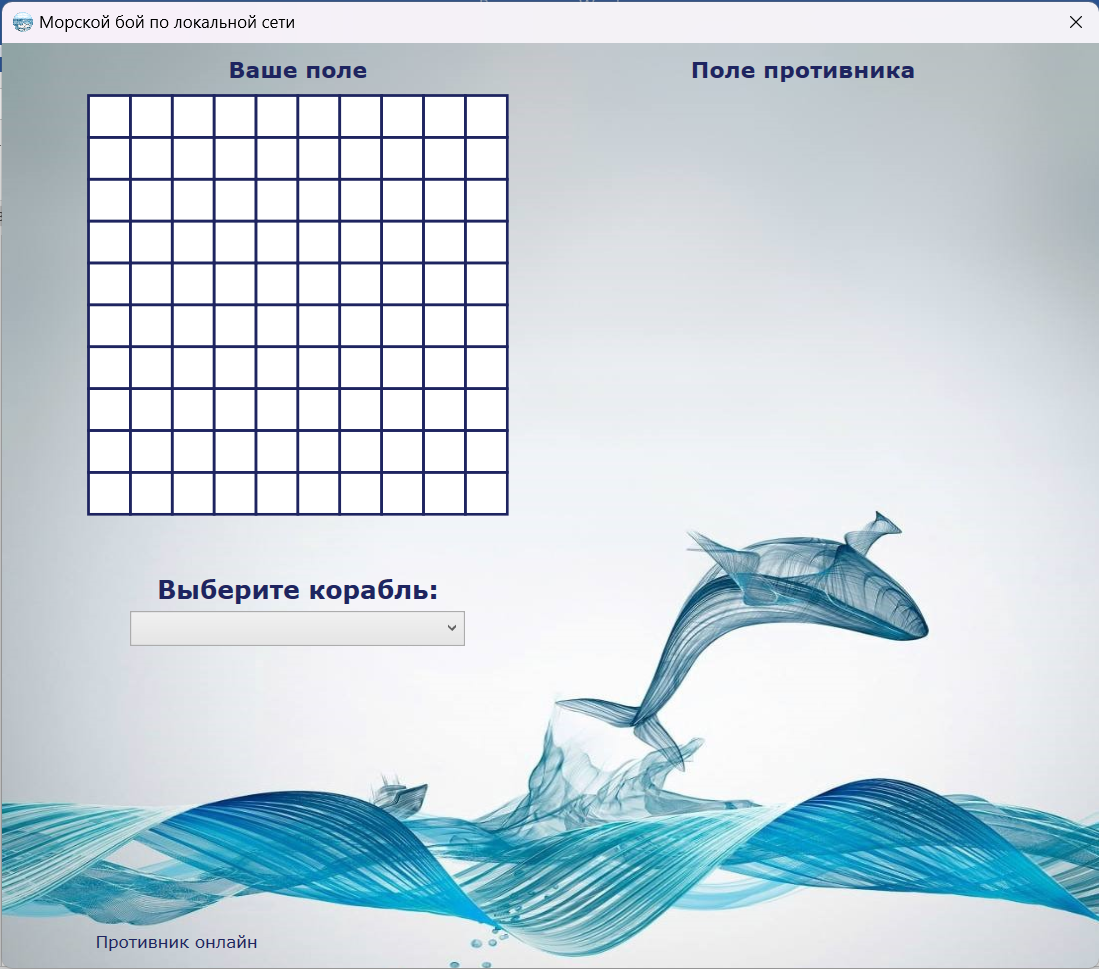 Морской бой по локальной сети
Ваше поле
Поле противника
Выберите корабль:
Противник онлайн